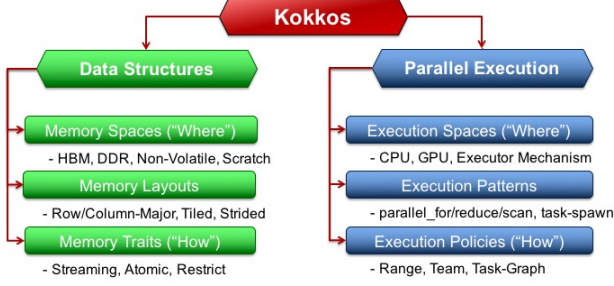 Kokkos
Data Structures
Memory Spaces (“Where”)
- HBM, DDR, Non-Volatile, Scratch
Memory Layouts
- Row/Column-Major, Tiled, Strided
Memory Traits (“How”)
- Streaming, Atomic, Restrict
Parallel Execution
Execution Spaces (“Where”)
- CPU, GPU, Executor Mechanism
Execution Patterns
- parallel_for/reduce/scan, task-spawn
Execution Policies (“How”)
- Range, Team, Task-Graph